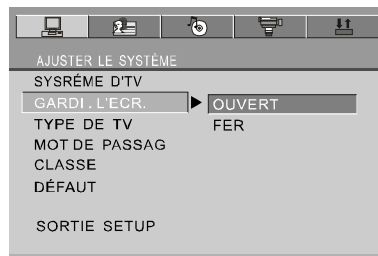 AJUSTER LE SYSTÈME
SYSRÉME D'TV
GARDI . L'ECR. OUVERT
TYPE DE TV FER
MOT DE PASSAG
CLASSE
DÉFAUT
SORTIE SETUP